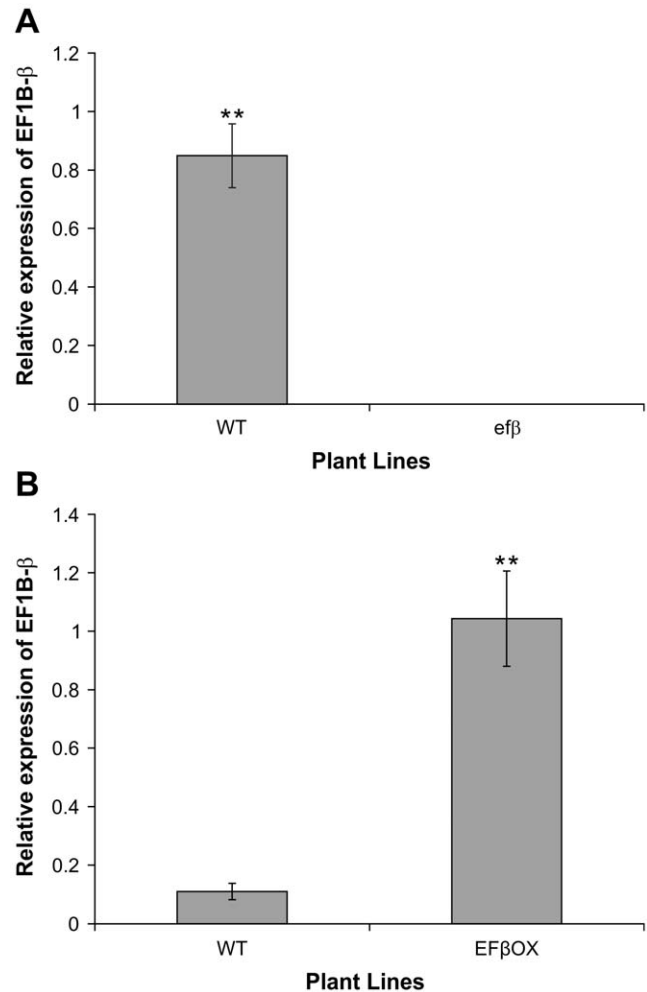 A
Relative expression of EF1B-β
1.2
1
0.8
0.6
0.4
0.2
0
**
WT
efβ
Plant Lines
B
Relative expression of EF1B-β
1.4
1.2
1
0.8
0.6
0.4
0.2
0
**
WT
EFβOX
Plant Lines